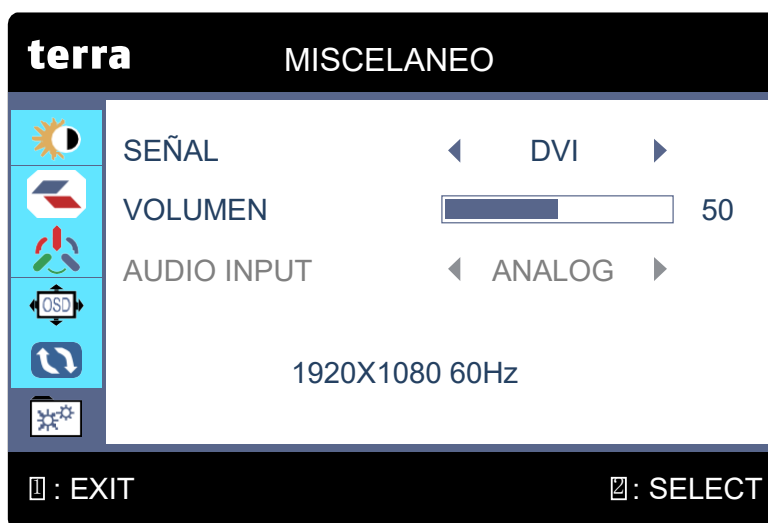 terra MISCELANEO
SEÑAL DVI
VOLUMEN 50
AUDIO INPUT ANALOG
OSD
1920X1080 60Hz
1 : EXIT 2 : SELECT